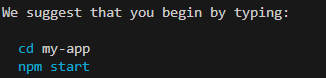 We suggest that you begin by typing:
cd my-app
npm start